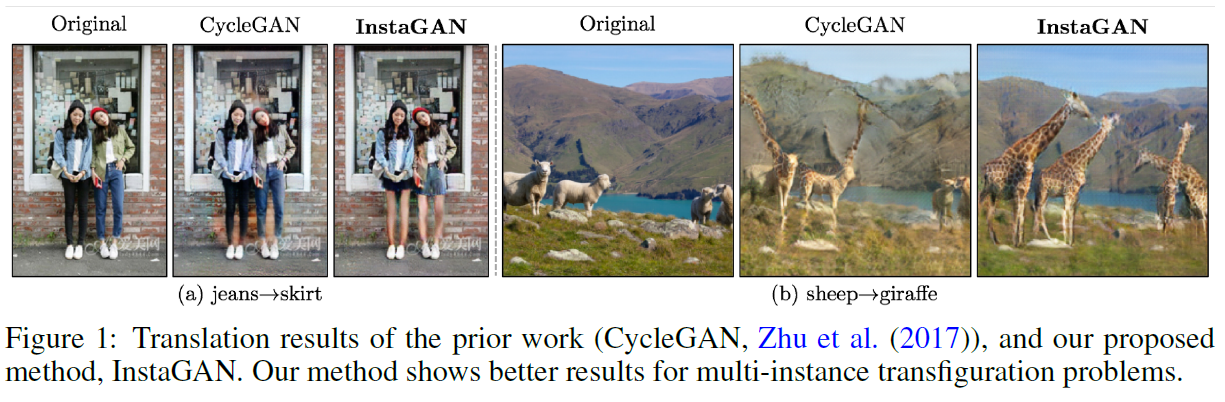 Original CycleGAN InstaGAN Original CycleGAN InstaGAN
(a) jeans→skirt (b) sheep→giraffe
Figure 1: Translation results of the prior work (CycleGAN, Zhu et al. (2017)), and our proposed
method, InstaGAN. Our method shows better results for multi-instance transfiguration problems.